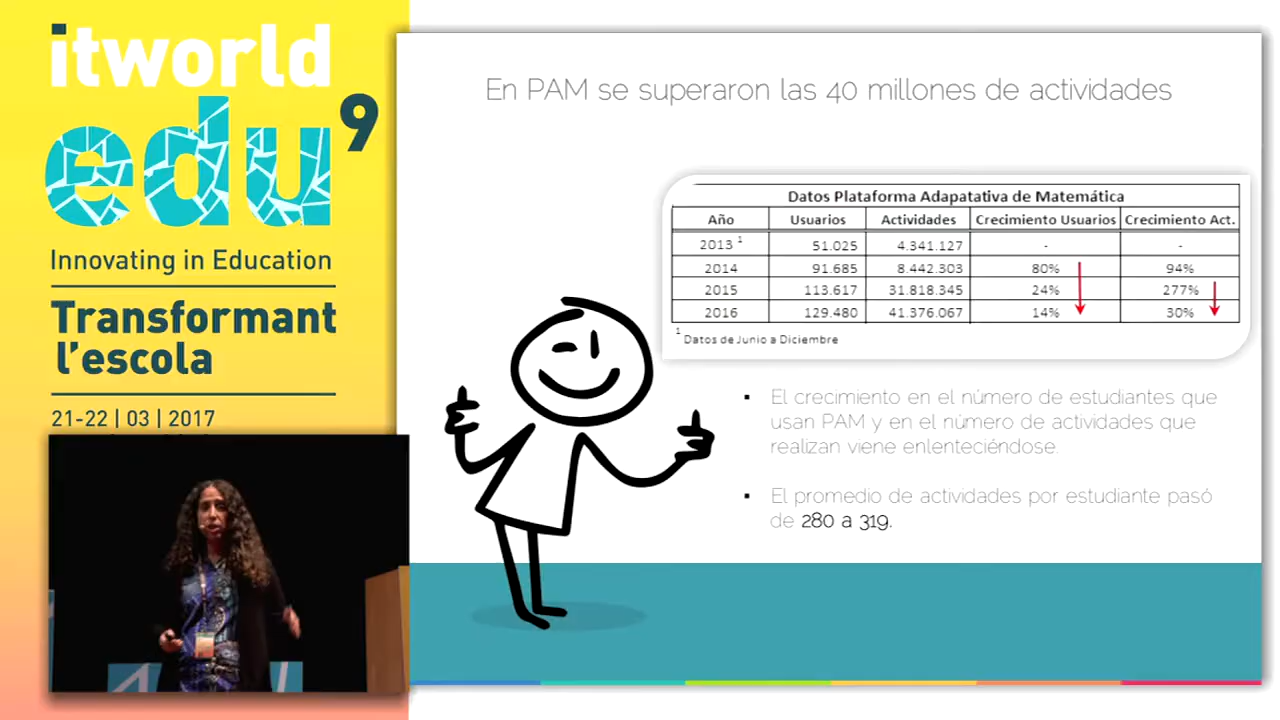 itworld
edu⁹
Innovating in Education
Transformant
l'escola
21-22 | 03 | 2017
En PAM se superaron las 40 millones de actividades
Datos Plataforma Adapatativa de Matemática
Año Usuarios Actividades Crecimiento Usuarios Crecimiento Act.
2013 ¹ 51.025 4.341.127 - -
2014 91.685 8.442.303 80% 94%
2015 113.617 31.818.345 24% 277%
2016 129.480 41.376.067 14% 30%
¹ Datos de Junio a Diciembre
▪ El crecimiento en el número de estudiantes que
usan PAM y en el número de actividades que
realizan viene enlenteciéndose.
▪ El promedio de actividades por estudiante pasó
de 280 a 319.